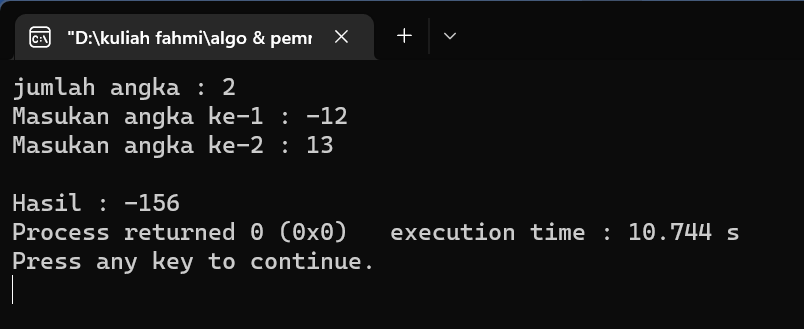 "D:\kuliah fahmi\algo & pemr
jumlah angka : 2
Masukan angka ke-1 : -12
Masukan angka ke-2 : 13
Hasil : -156
Process returned 0 (0x0)   execution time : 10.744 s
Press any key to continue.